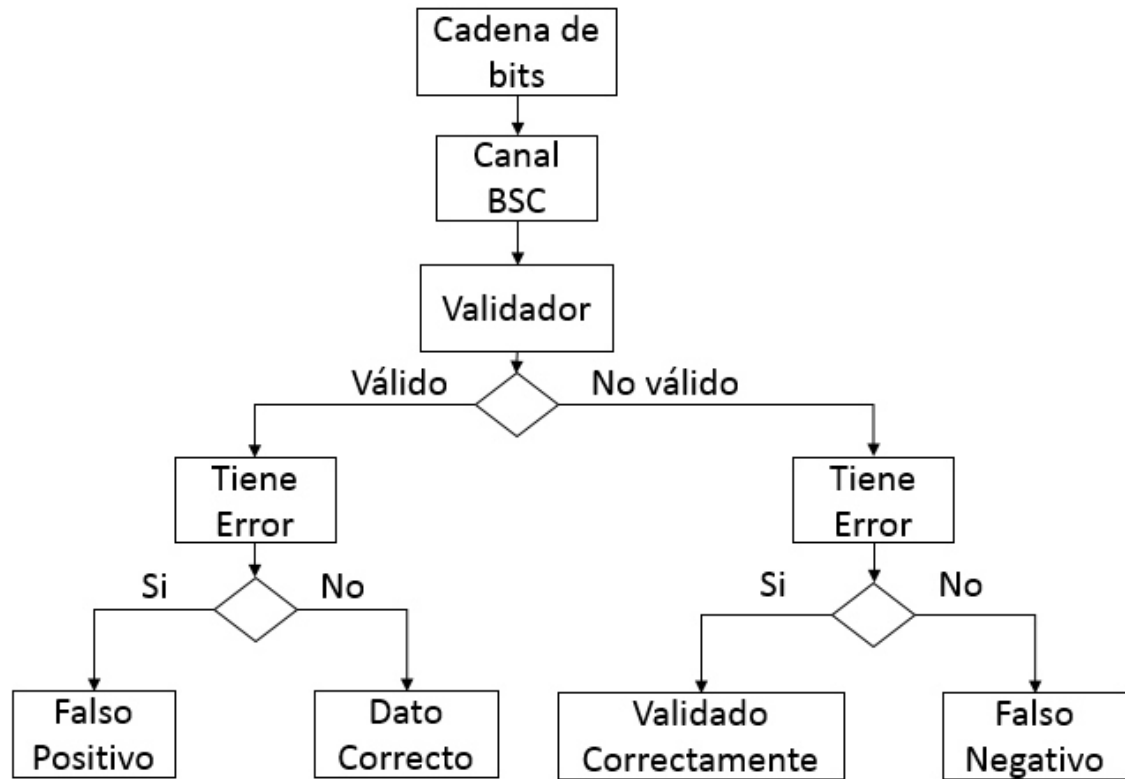 Cadena de
bits
Canal
BSC
Validador
Válido
No válido
Tiene
Error
Tiene
Error
Si
No
Si
No
Falso
Positivo
Dato
Correcto
Validado
Correctamente
Falso
Negativo